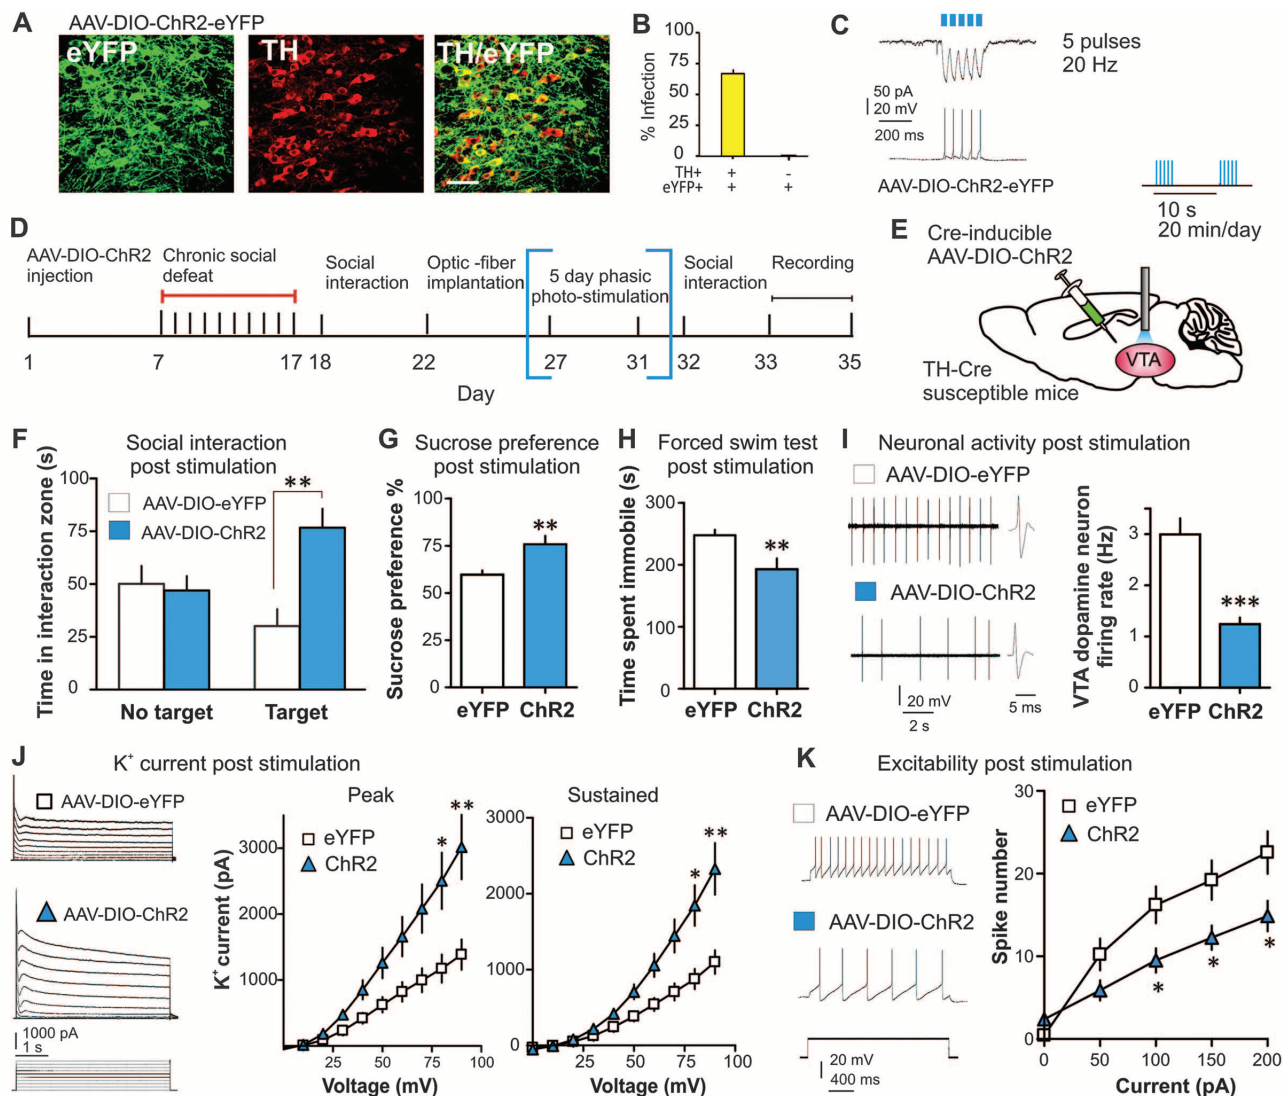 A
AAV-DIO-ChR2-eYFP
eYFP
TH
TH/eYFP
B
% Infection
100
75
50
25
0
TH+ + -
eYFP+ + +
C
5 pulses
20 Hz
50 pA
20 mV
200 ms
AAV-DIO-ChR2-eYFP
10 s
20 min/day
D
AAV-DIO-ChR2
injection
Chronic social
defeat
Social
interaction
Optic -fiber
implantation
5 day phasic
photo-stimulation
Social
interaction
Recording
1 7 17 18 22 27 31 32 33 35
Day
E
Cre-inducible
AAV-DIO-ChR2
VTA
TH-Cre
susceptible mice
F
Social interaction
post stimulation
Time in interaction zone (s)
100
75
50
25
0
AAV-DIO-eYFP
AAV-DIO-ChR2
**
No target Target
G
Sucrose preference
post stimulation
Sucrose preference %
100
75
50
25
0
**
eYFP ChR2
H
Forced swim test
post stimulation
Time spent immobile (s)
300
200
100
0
**
eYFP ChR2
I
Neuronal activity post stimulation
AAV-DIO-eYFP
AAV-DIO-ChR2
20 mV
2 s
5 ms
VTA dopamine neuron
firing rate (Hz)
4
3
2
1
0
***
eYFP ChR2
J
K+ current post stimulation
AAV-DIO-eYFP
AAV-DIO-ChR2
1000 pA
1 s
Peak
K+ current (pA)
3000
2000
1000
eYFP
ChR2
*
**
25 50 75 100
Voltage (mV)
Sustained
3000
2000
1000
0
eYFP
ChR2
*
**
25 50 75 100
Voltage (mV)
K
Excitability post stimulation
AAV-DIO-eYFP
AAV-DIO-ChR2
20 mV
400 ms
Spike number
30
20
10
0
eYFP
ChR2
*
*
*
0 50 100 150 200
Current (pA)